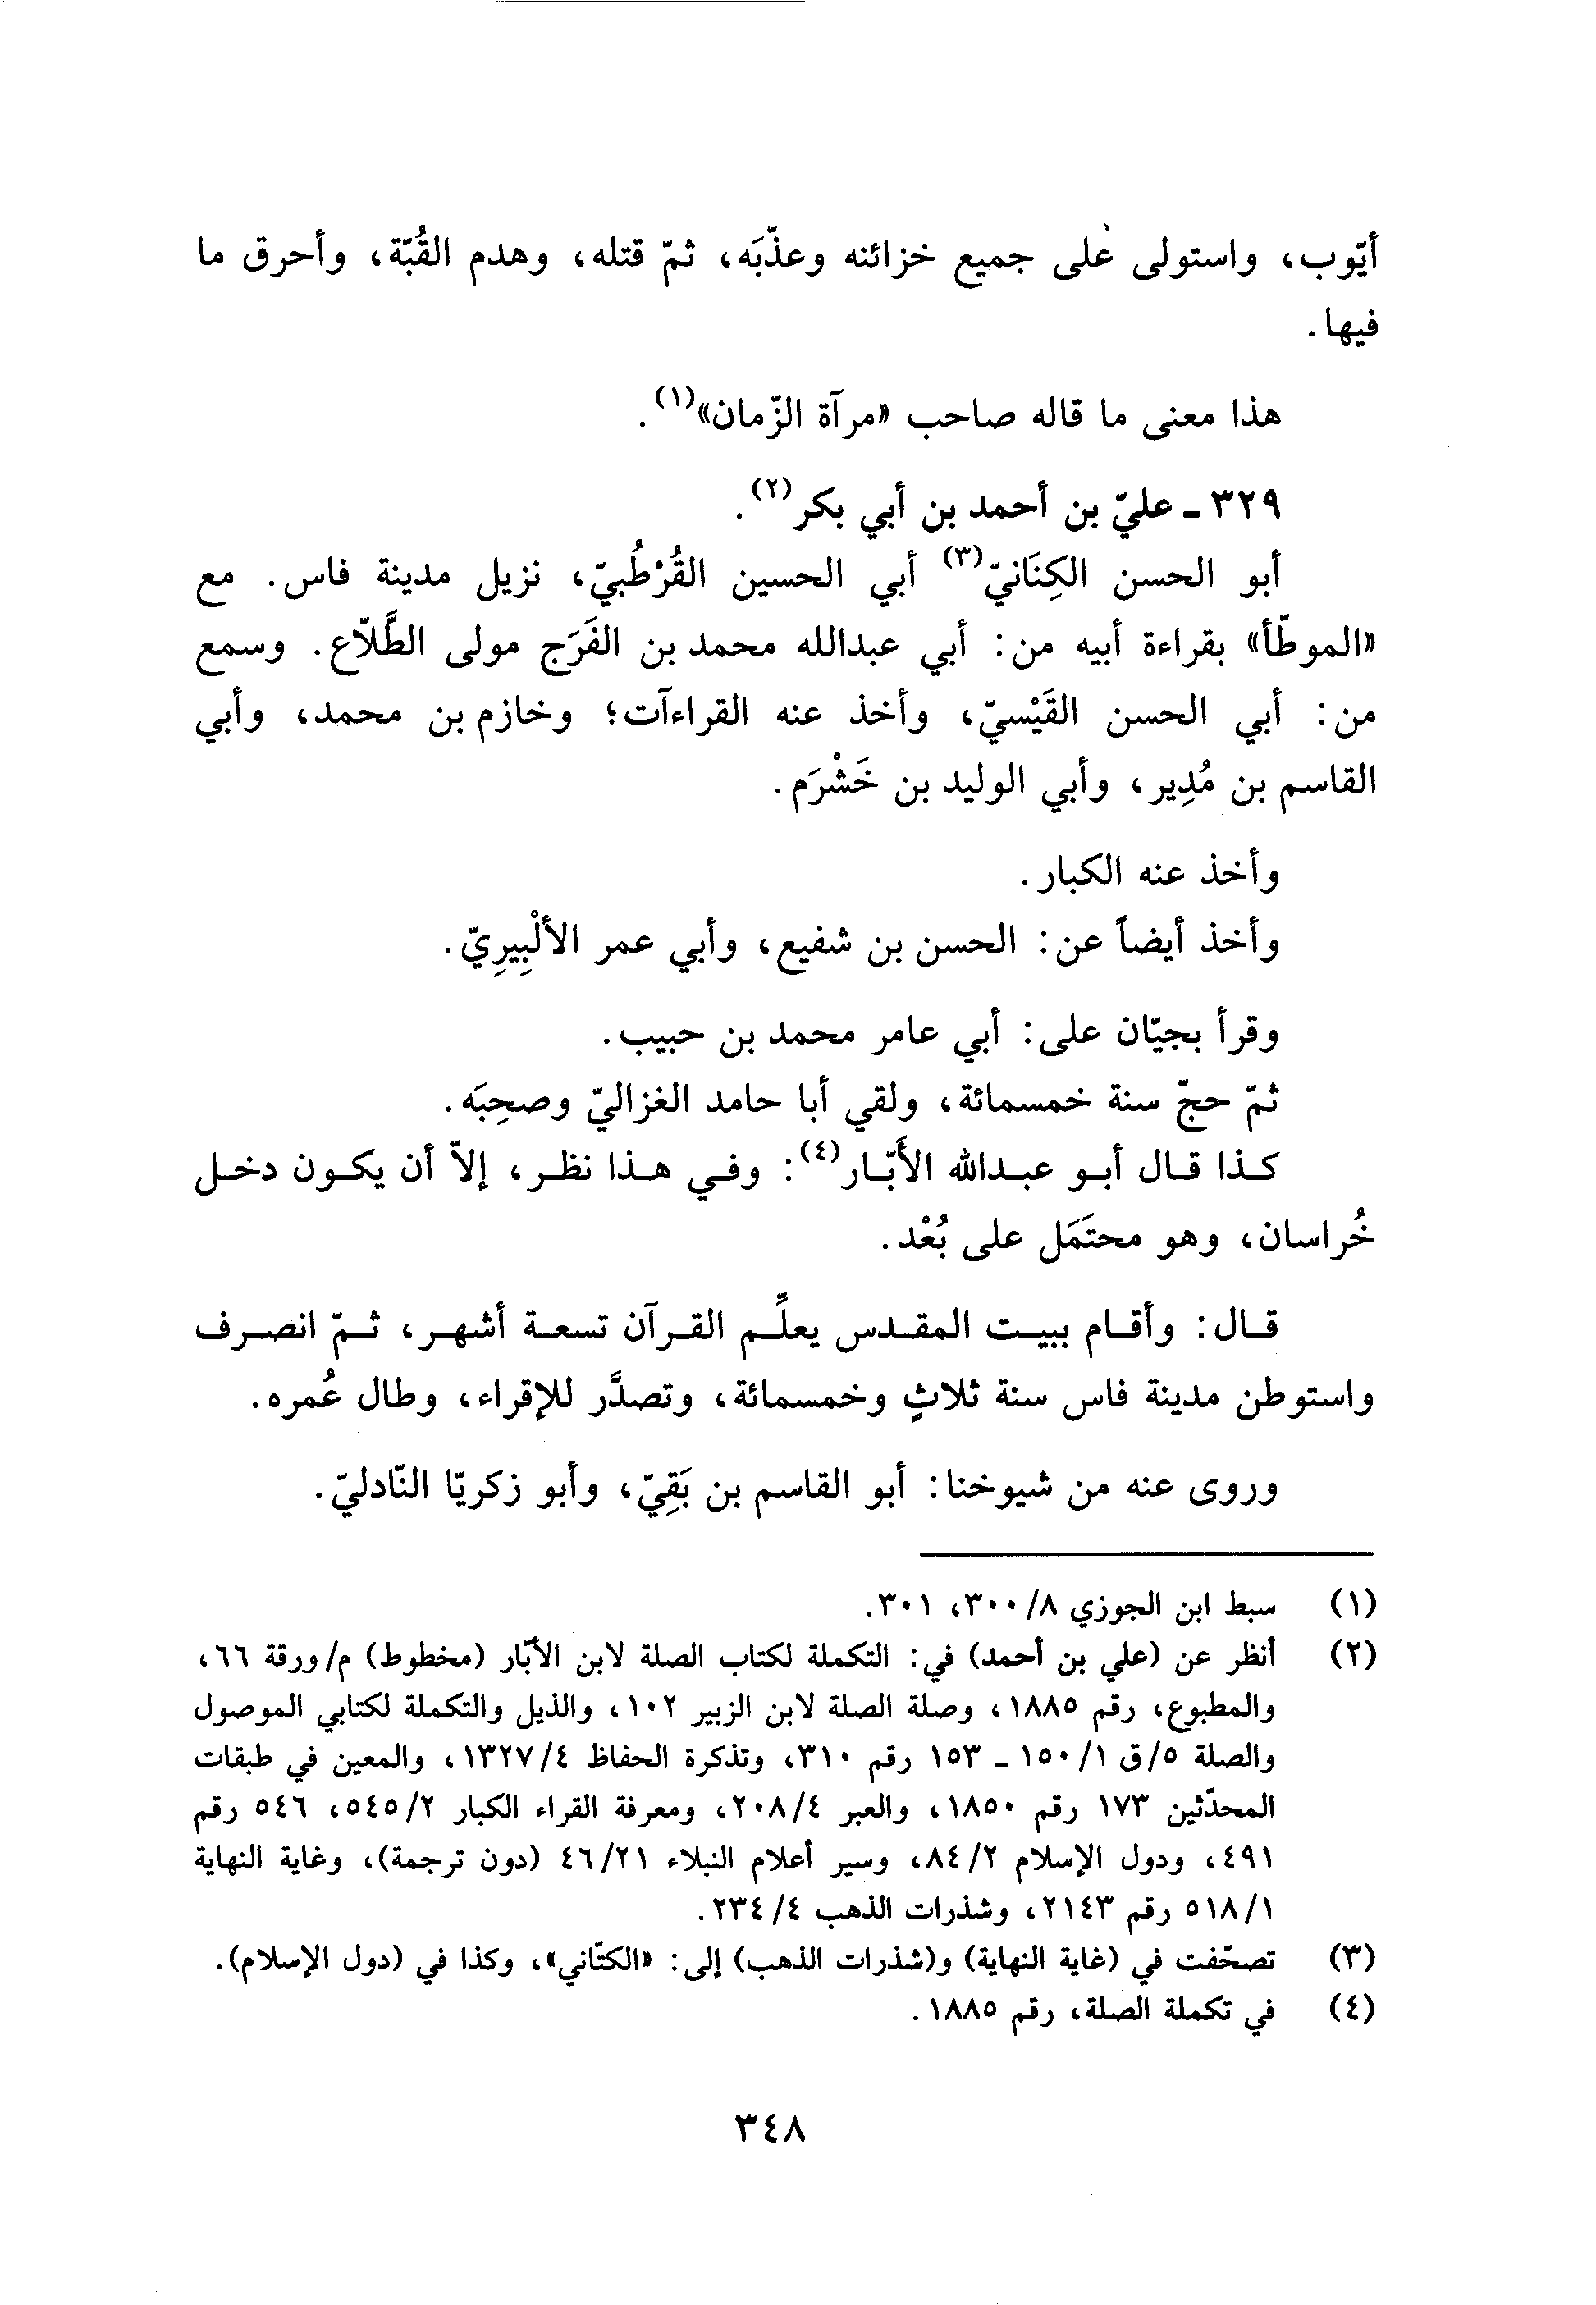 أيّوب، واستولى على جميع خزائنه وعذّبَه، ثمّ قتله، وهدم القُبّة، وأحرق ما
فيها.
هذا معنى ما قاله صاحب «مرآة الزّمان»(١).
٣٢٩ ـ عليّ بن أحمد بن أبي بكر(٢).
أبو الحسن الكِنَانيّ(٣) أبي الحسين القُرْطُبيّ، نزيل مدينة فاس. مع
«الموطّأ» بقراءة أبيه من: أبي عبدالله محمد بن الفَرَج مولى الطَّلّاع. وسمع
من: أبي الحسن القَيْسيّ، وأخذ عنه القراءآت؛ وخازم بن محمد، وأبي
القاسم بن مُدِير، وأبي الوليد بن خَشْرَم.
وأخذ عنه الكبار.
وأخذ أيضاً عن: الحسن بن شفيع، وأبي عمر الألْبِيرِيّ.
وقرأ بجيّان على: أبي عامر محمد بن حبيب.
ثمّ حجّ سنة خمسمائة، ولقي أبا حامد الغزاليّ وصحِبَه.
كذا قال أبو عبدالله الأَبّار(٤): وفي هذا نظر، إلاّ أن يكون دخل
خُراسان، وهو محتَمَل على بُعْد.
قال: وأقام ببيت المقدس يعلِّم القرآن تسعة أشهر، ثمّ انصرف
واستوطن مدينة فاس سنة ثلاثٍ وخمسمائة، وتصدَّر للإقراء، وطال عُمره.
وروى عنه من شيوخنا: أبو القاسم بن بَقِيّ، وأبو زكريّا النّادليّ.
(١) سبط ابن الجوزي ٣٠٠/٨، ٣٠١.
(٢) أنظر عن (علي بن أحمد) في: التكملة لكتاب الصلة لابن الأبّار (مخطوط) م/ورقة ٦٦،
والمطبوع، رقم ١٨٨٥، وصلة الصلة لابن الزبير ١٠٢، والذيل والتكملة لكتابي الموصول
والصلة ٥/ق ١٥٠/١ ـ ١٥٣ رقم ٣١٠، وتذكرة الحفاظ ١٣٢٧/٤، والمعين في طبقات
المحدّثين ١٧٣ رقم ١٨٥٠، والعبر ٢٠٨/٤، ومعرفة القراء الكبار ٥٤٥/٢، ٥٤٦ رقم
٤٩١، ودول الإسلام ٨٤/٢، وسير أعلام النبلاء ٤٦/٢١ (دون ترجمة)، وغاية النهاية
٥١٨/١ رقم ٢١٤٣، وشذرات الذهب ٢٣٤/٤.
(٣) تصحّفت في (غاية النهاية) و(شذرات الذهب) إلى: «الكتّاني»، وكذا في (دول الإسلام).
(٤) في تكملة الصلة، رقم ١٨٨٥.
٣٤٨